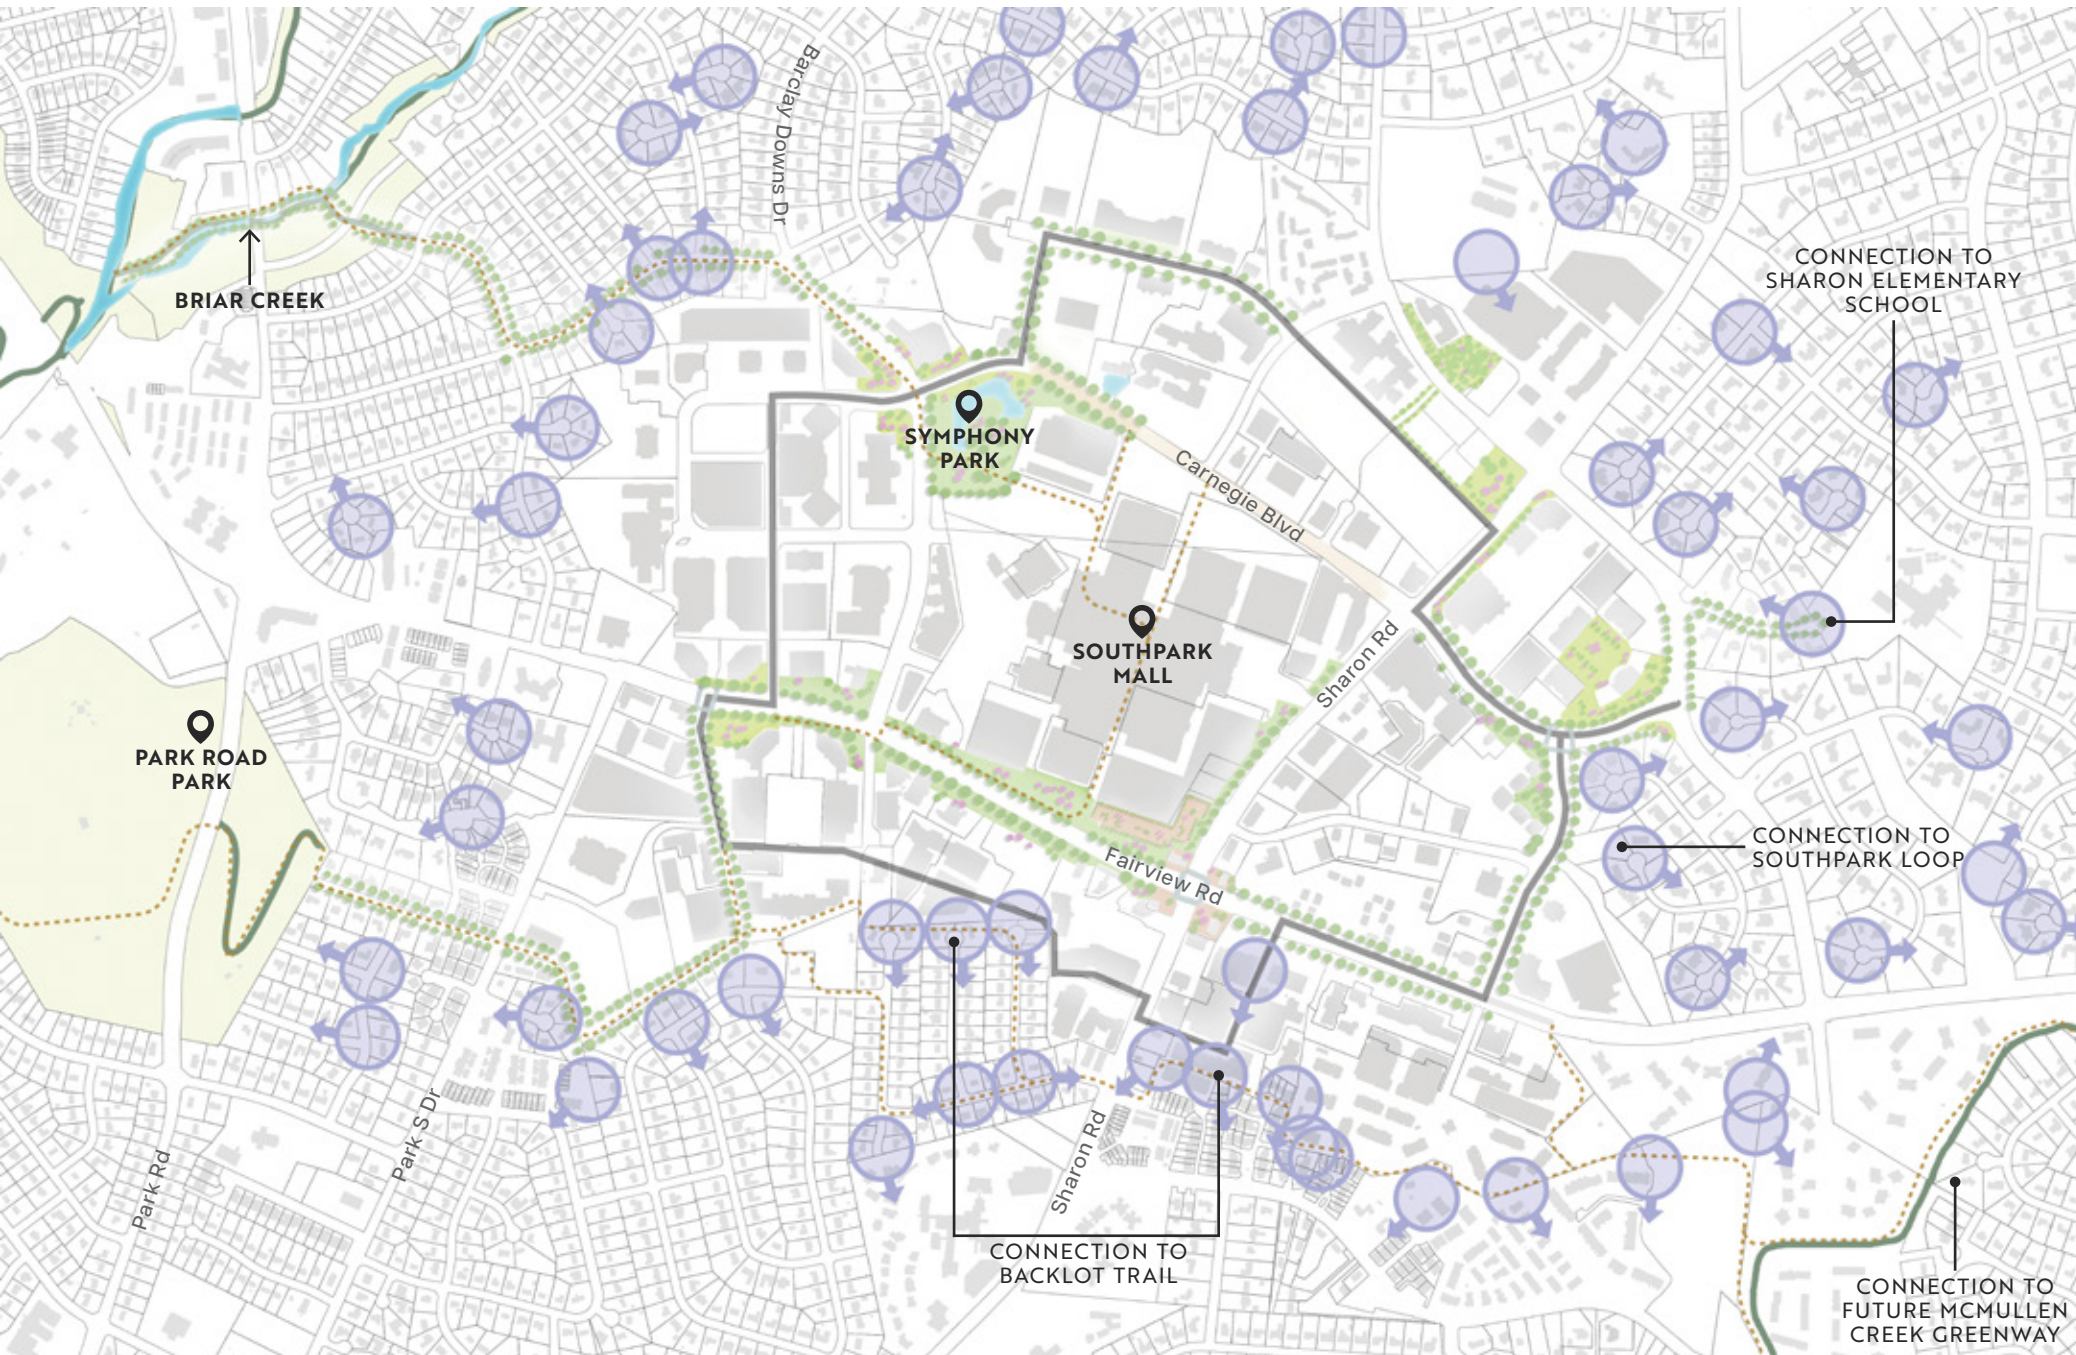 Barclay Downs Dr
CONNECTION TO
SHARON ELEMENTARY
SCHOOL
BRIAR CREEK
SYMPHONY
PARK
Carnegie Blvd
SOUTHPARK
MALL
Sharon Rd
PARK ROAD
PARK
CONNECTION TO
SOUTHPARK LOOP
Fairview Rd
Park S Dr
Park Rd
Sharon Rd
CONNECTION TO
BACKLOT TRAIL
CONNECTION TO
FUTURE MCMULLEN
CREEK GREENWAY